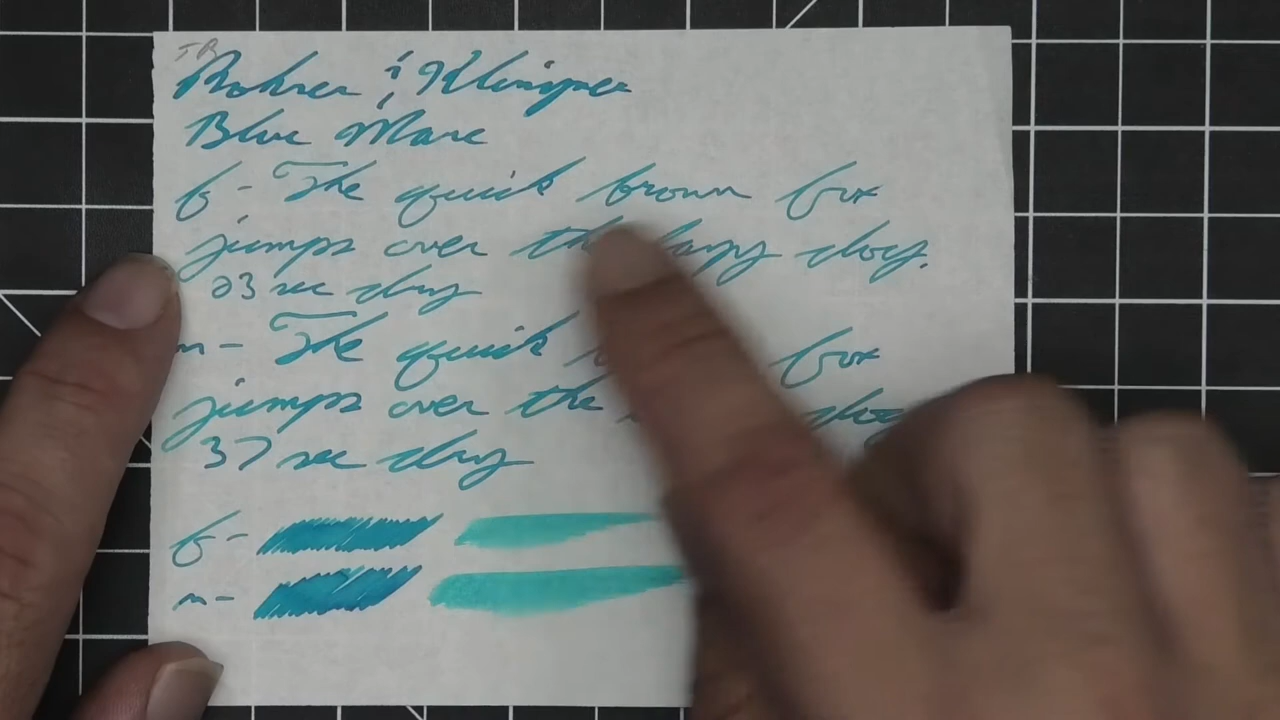 TR
Rohrer & Klingner
Blue Mare
f - The quick brown fox
jumps over the lazy dog.
23 sec dry
m - The quick fox
jumps over the
37 sec dry
f -
m -